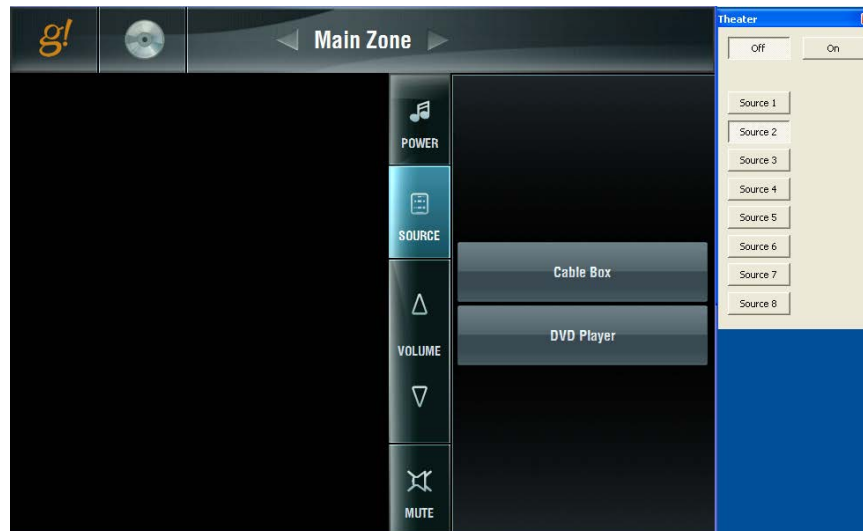 g!
Main Zone
POWER
SOURCE
VOLUME
MUTE
Cable Box
DVD Player
Theater
Off
On
Source 1
Source 2
Source 3
Source 4
Source 5
Source 6
Source 7
Source 8